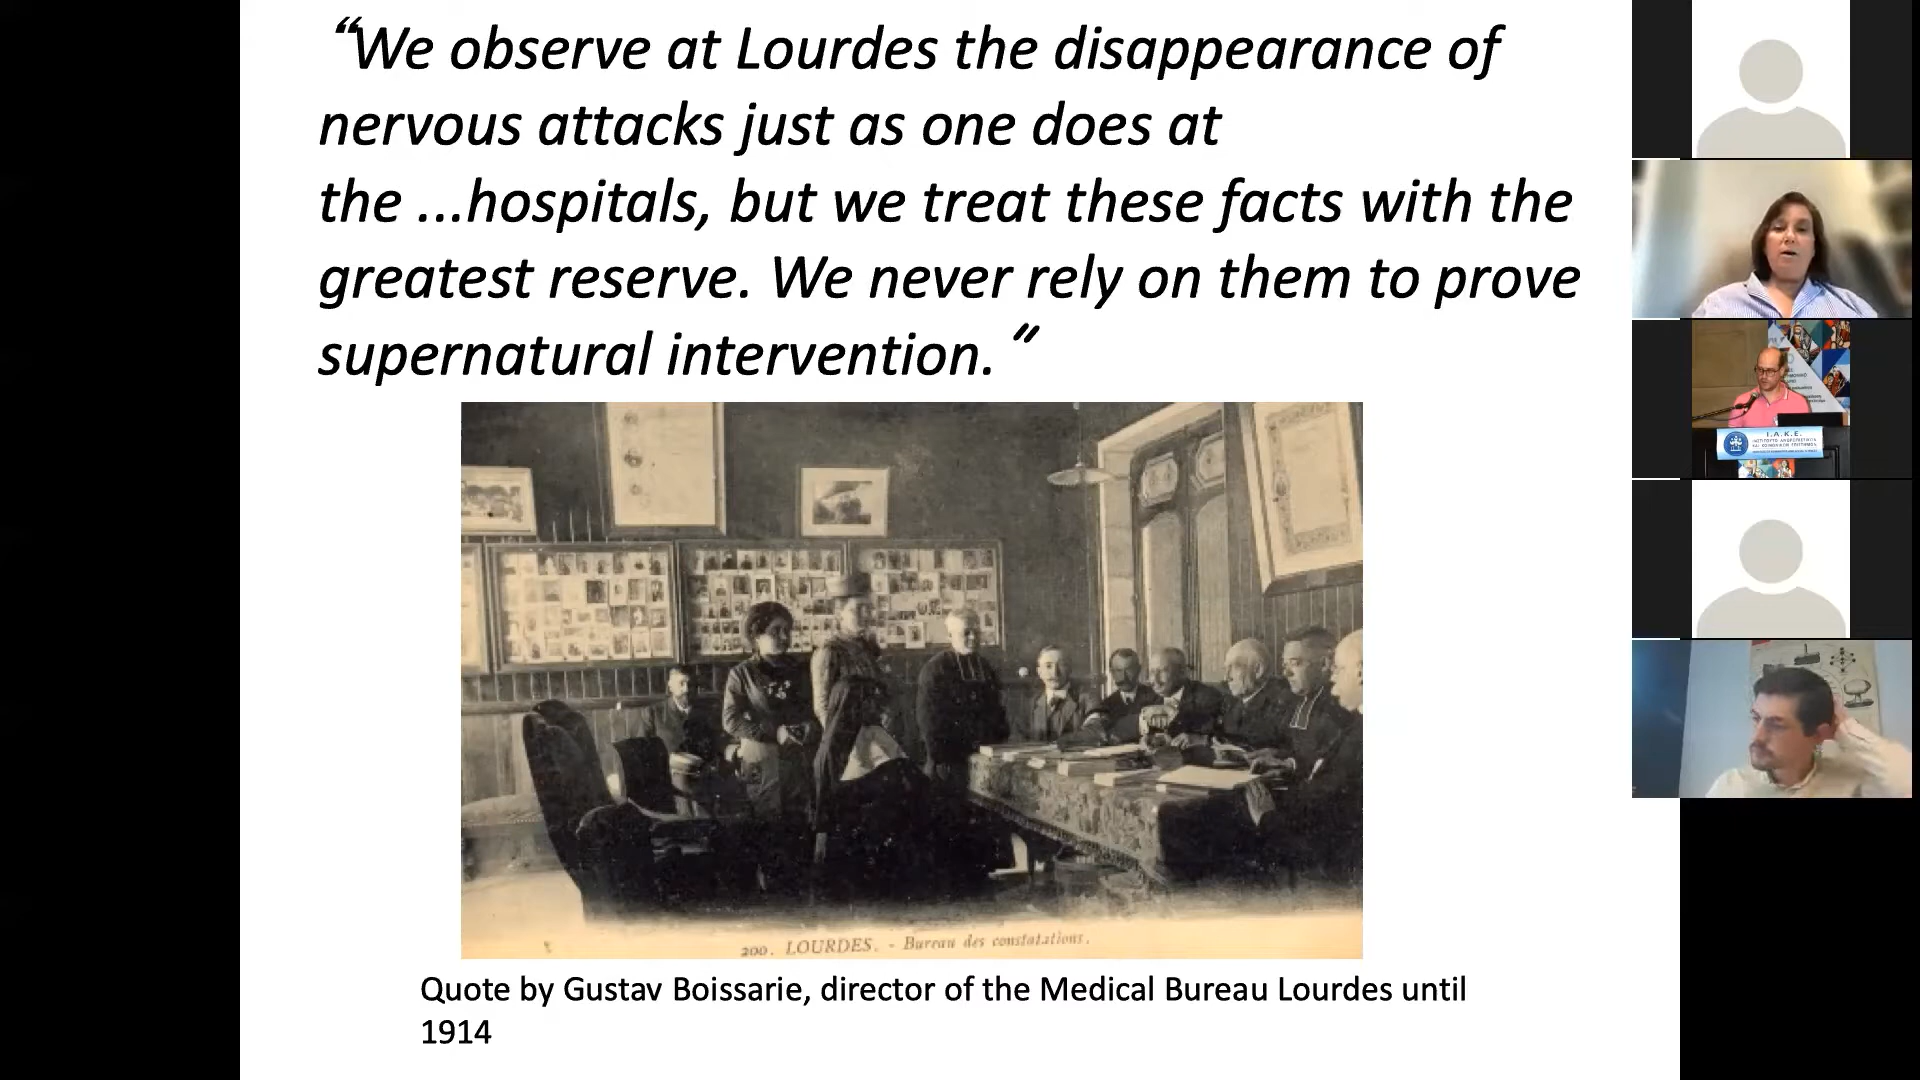 “We observe at Lourdes the disappearance of
nervous attacks just as one does at
the ...hospitals, but we treat these facts with the
greatest reserve. We never rely on them to prove
supernatural intervention.”
200. LOURDES. - Bureau des constatations.
Quote by Gustav Boissarie, director of the Medical Bureau Lourdes until
1914
I.A.K.E.